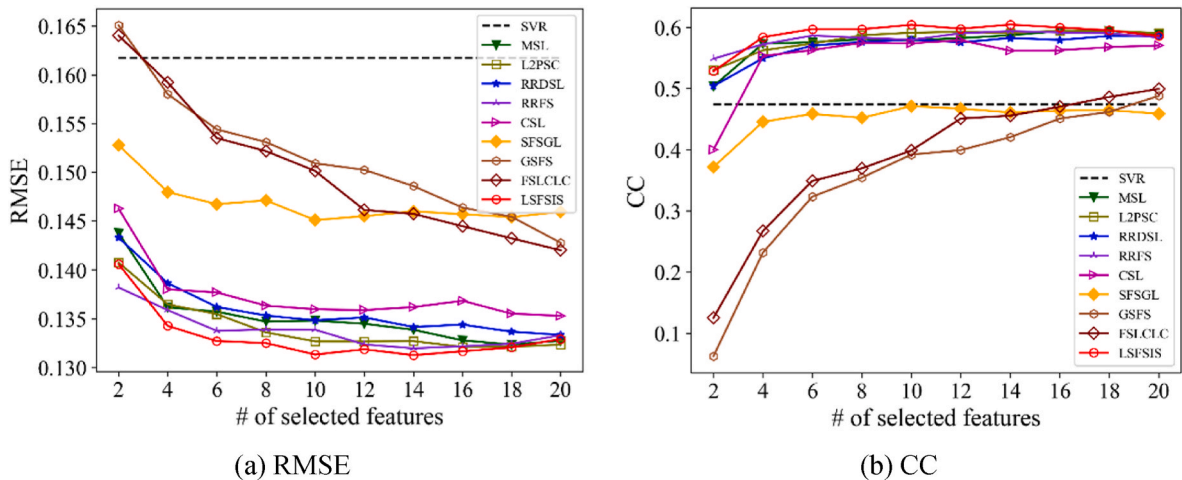 0.165
0.160
0.155
0.150
0.145
0.140
0.135
0.130
RMSE
2 4 6 8 10 12 14 16 18 20
# of selected features
SVR
MSL
L2PSC
RRDSL
RRFS
CSL
SFSGL
GSFS
FSLCLC
LSFSIS
(a) RMSE
0.6
0.5
0.4
0.3
0.2
0.1
CC
2 4 6 8 10 12 14 16 18 20
# of selected features
SVR
MSL
L2PSC
RRDSL
RRFS
CSL
SFSGL
GSFS
FSLCLC
LSFSIS
(b) CC